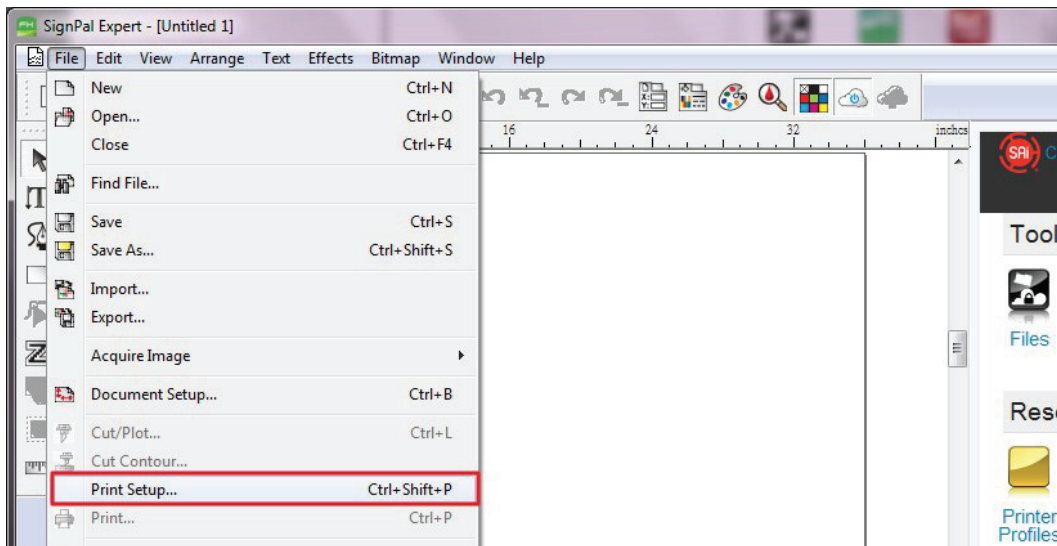 SignPal Expert - [Untitled 1]
File Edit View Arrange Text Effects Bitmap Window Help
New Ctrl+N
Open... Ctrl+O
Close Ctrl+F4
Find File...
Save Ctrl+S
Save As... Ctrl+Shift+S
Import...
Export...
Acquire Image
Document Setup... Ctrl+B
Cut/Plot... Ctrl+L
Cut Contour...
Print Setup... Ctrl+Shift+P
Print... Ctrl+P
16 24 32 inches
SAi C
Tool
Files
Res
Printer
Profiles